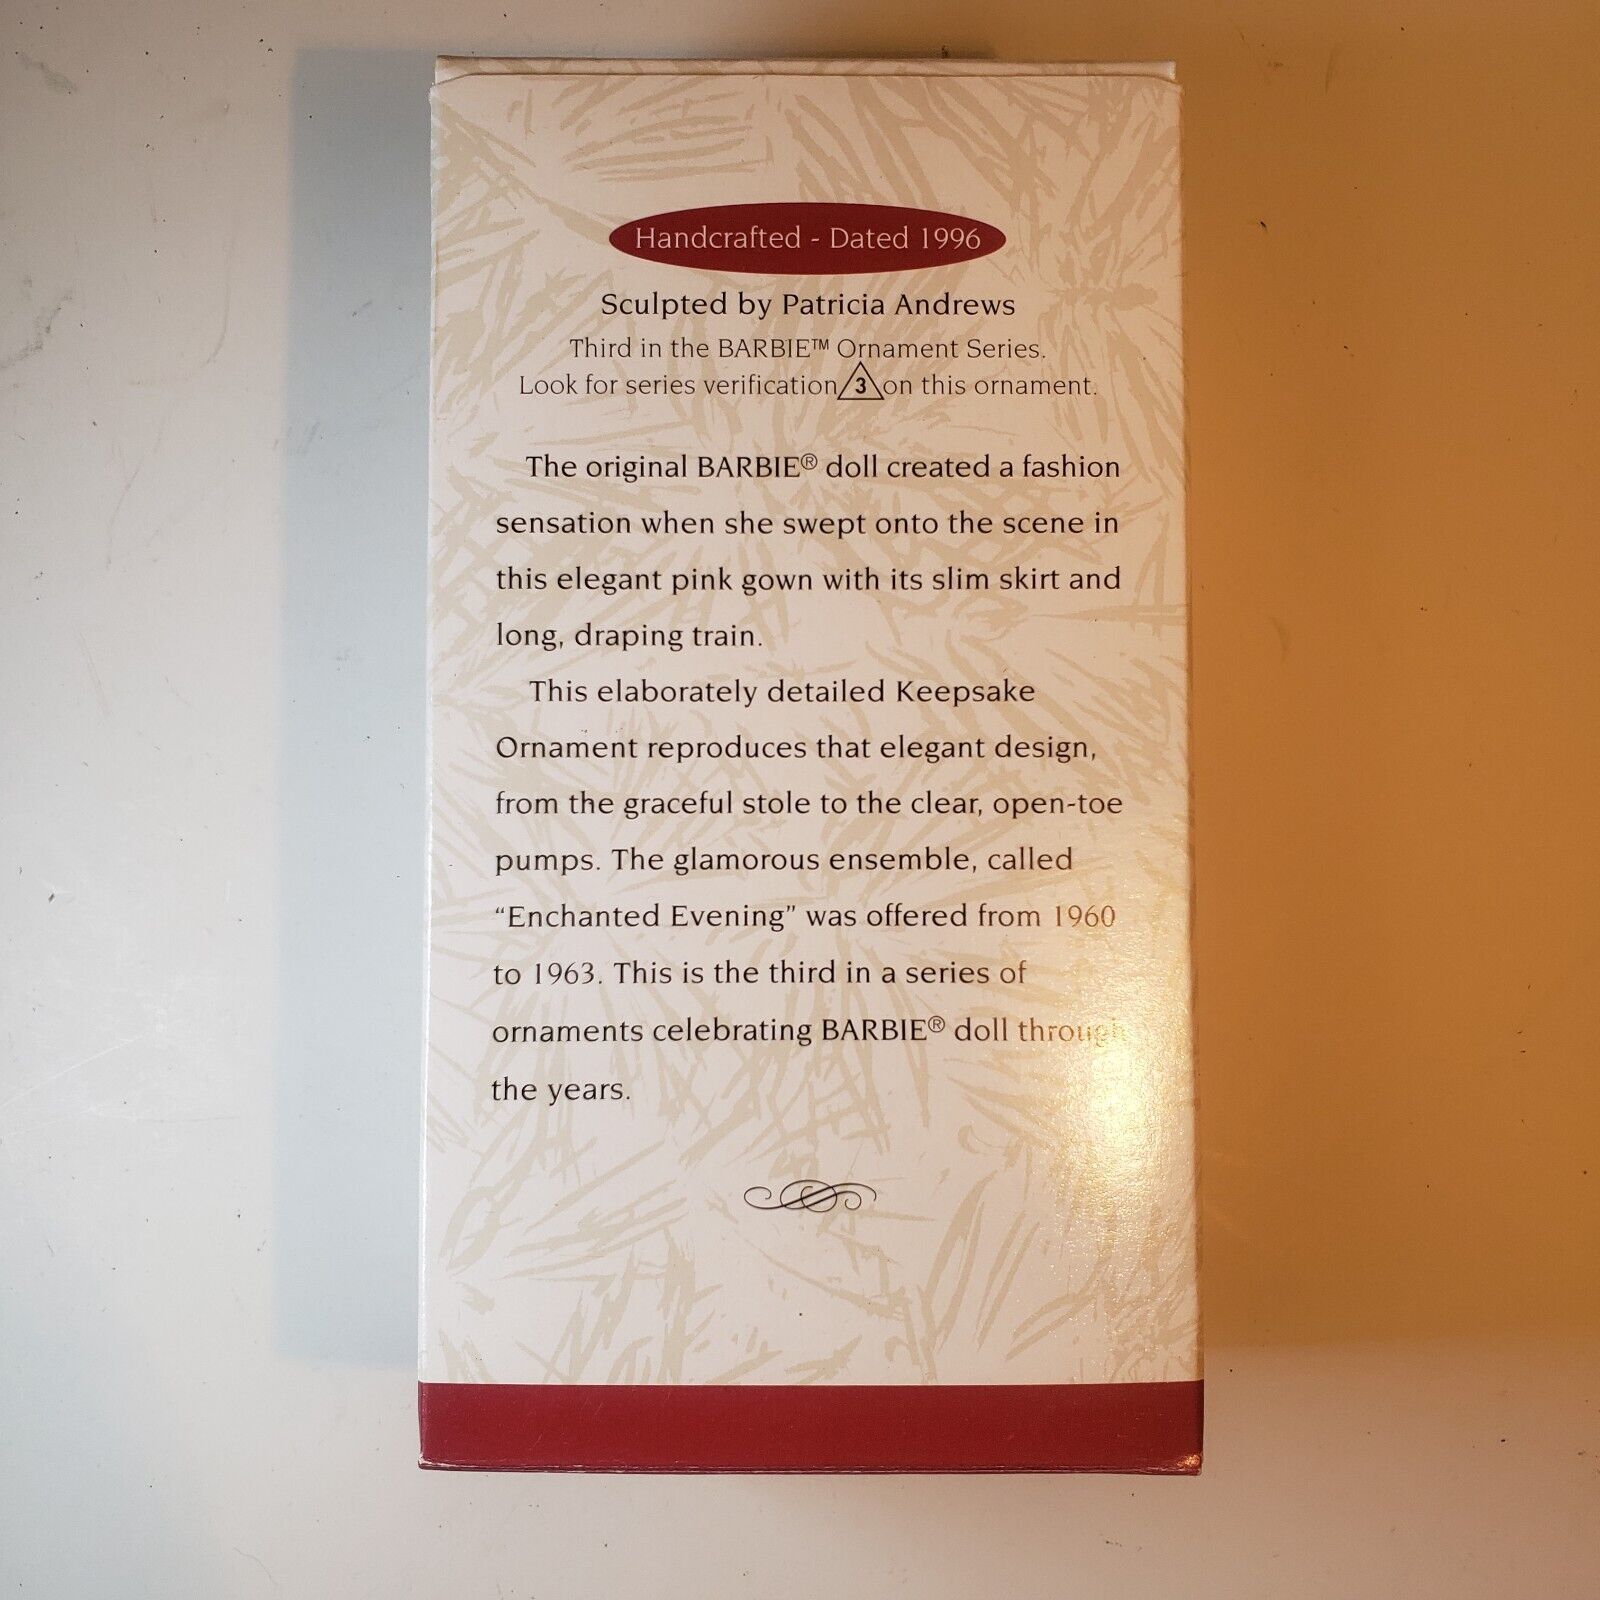 Handcrafted - Dated 1996
Sculpted by Patricia Andrews
Third in the BARBIE™ Ornament Series.
Look for series verification 3 on this ornament.
The original BARBIE® doll created a fashion
sensation when she swept onto the scene in
this elegant pink gown with its slim skirt and
long, draping train.
This elaborately detailed Keepsake
Ornament reproduces that elegant design,
from the graceful stole to the clear, open-toe
pumps. The glamorous ensemble, called
“Enchanted Evening” was offered from 1960
to 1963. This is the third in a series of
ornaments celebrating BARBIE® doll through
the years.